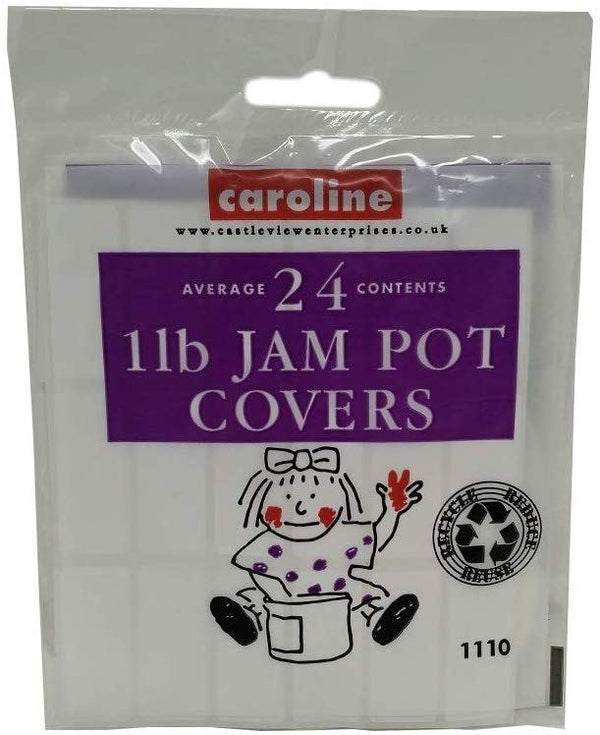 caroline
www.castleviewenterprises.co.uk
AVERAGE 24 CONTENTS
1lb JAM POT
COVERS
RECYCLE REDUCE
REUSE
1110